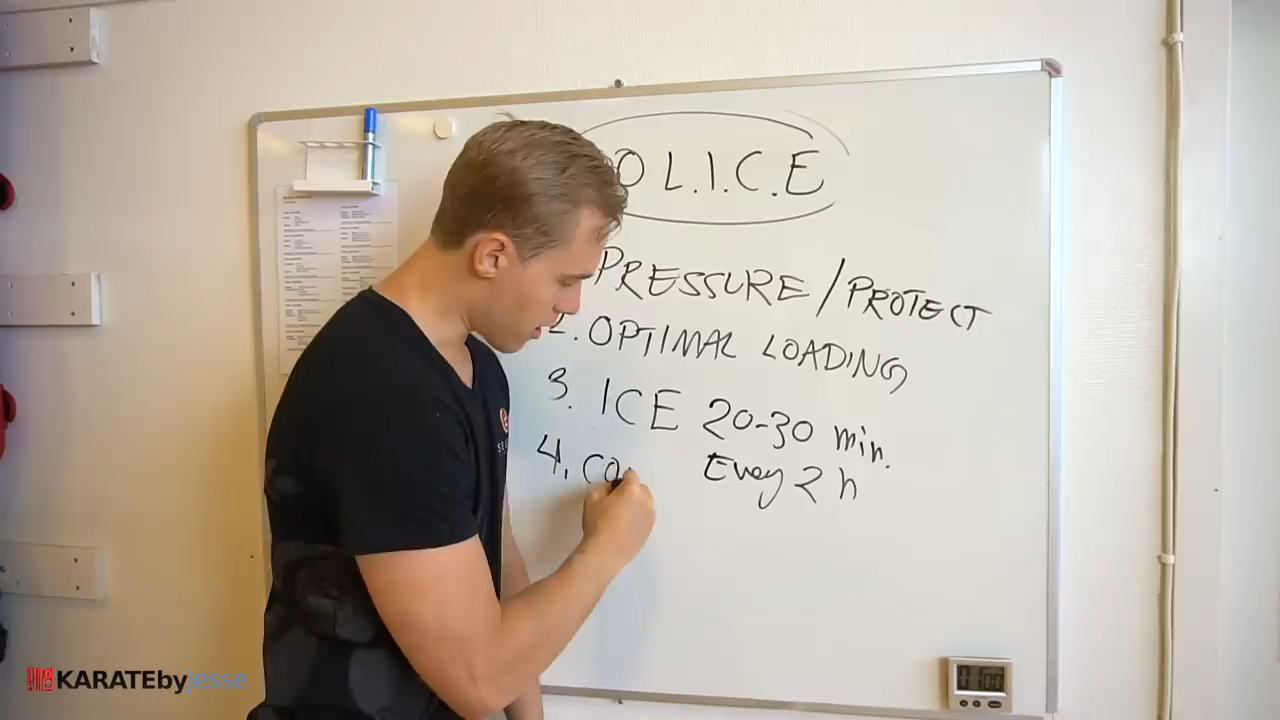 O L.I.C.E
PRESSURE / PROTECT
2. OPTIMAL LOADING
3. ICE 20-30 min.
Every 2 h
4. CO
KARATEbyJesse